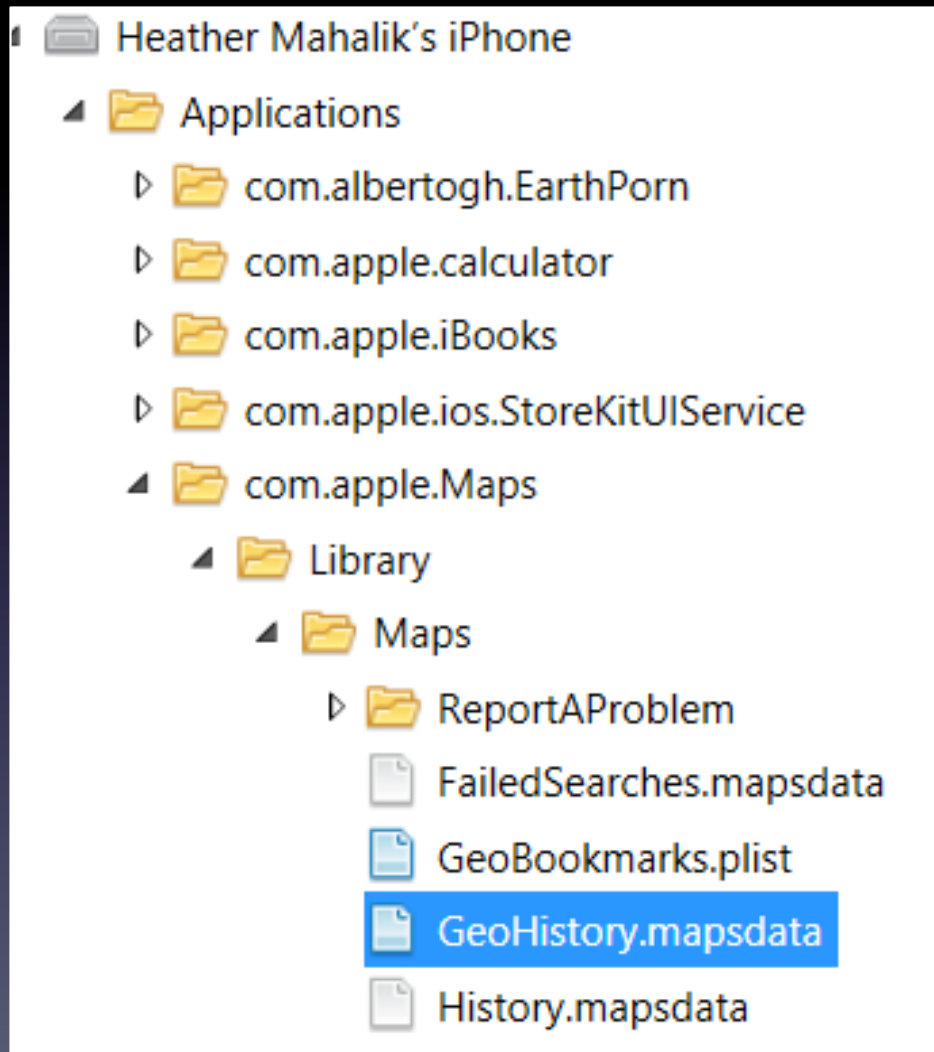 Heather Mahalik's iPhone
Applications
com.albertogh.EarthPorn
com.apple.calculator
com.apple.iBooks
com.apple.ios.StoreKitUIService
com.apple.Maps
Library
Maps
ReportAProblem
FailedSearches.mapsdata
GeoBookmarks.plist
GeoHistory.mapsdata
History.mapsdata